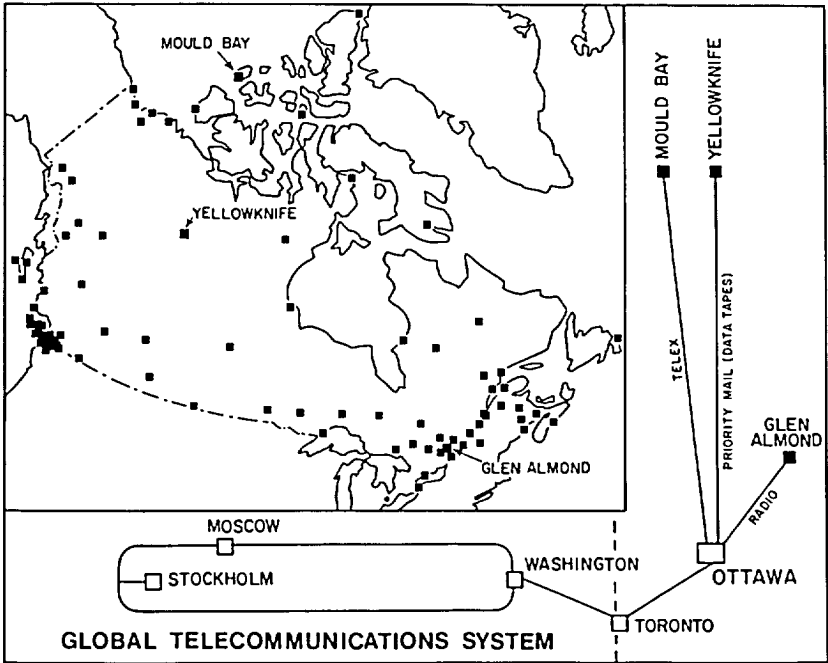 MOULD BAY
YELLOWKNIFE
GLEN ALMOND
MOULD BAY
YELLOWKNIFE
TELEX
PRIORITY MAIL (DATA TAPES)
GLEN
ALMOND
RADIO
MOSCOW
STOCKHOLM
WASHINGTON
OTTAWA
TORONTO
GLOBAL TELECOMMUNICATIONS SYSTEM